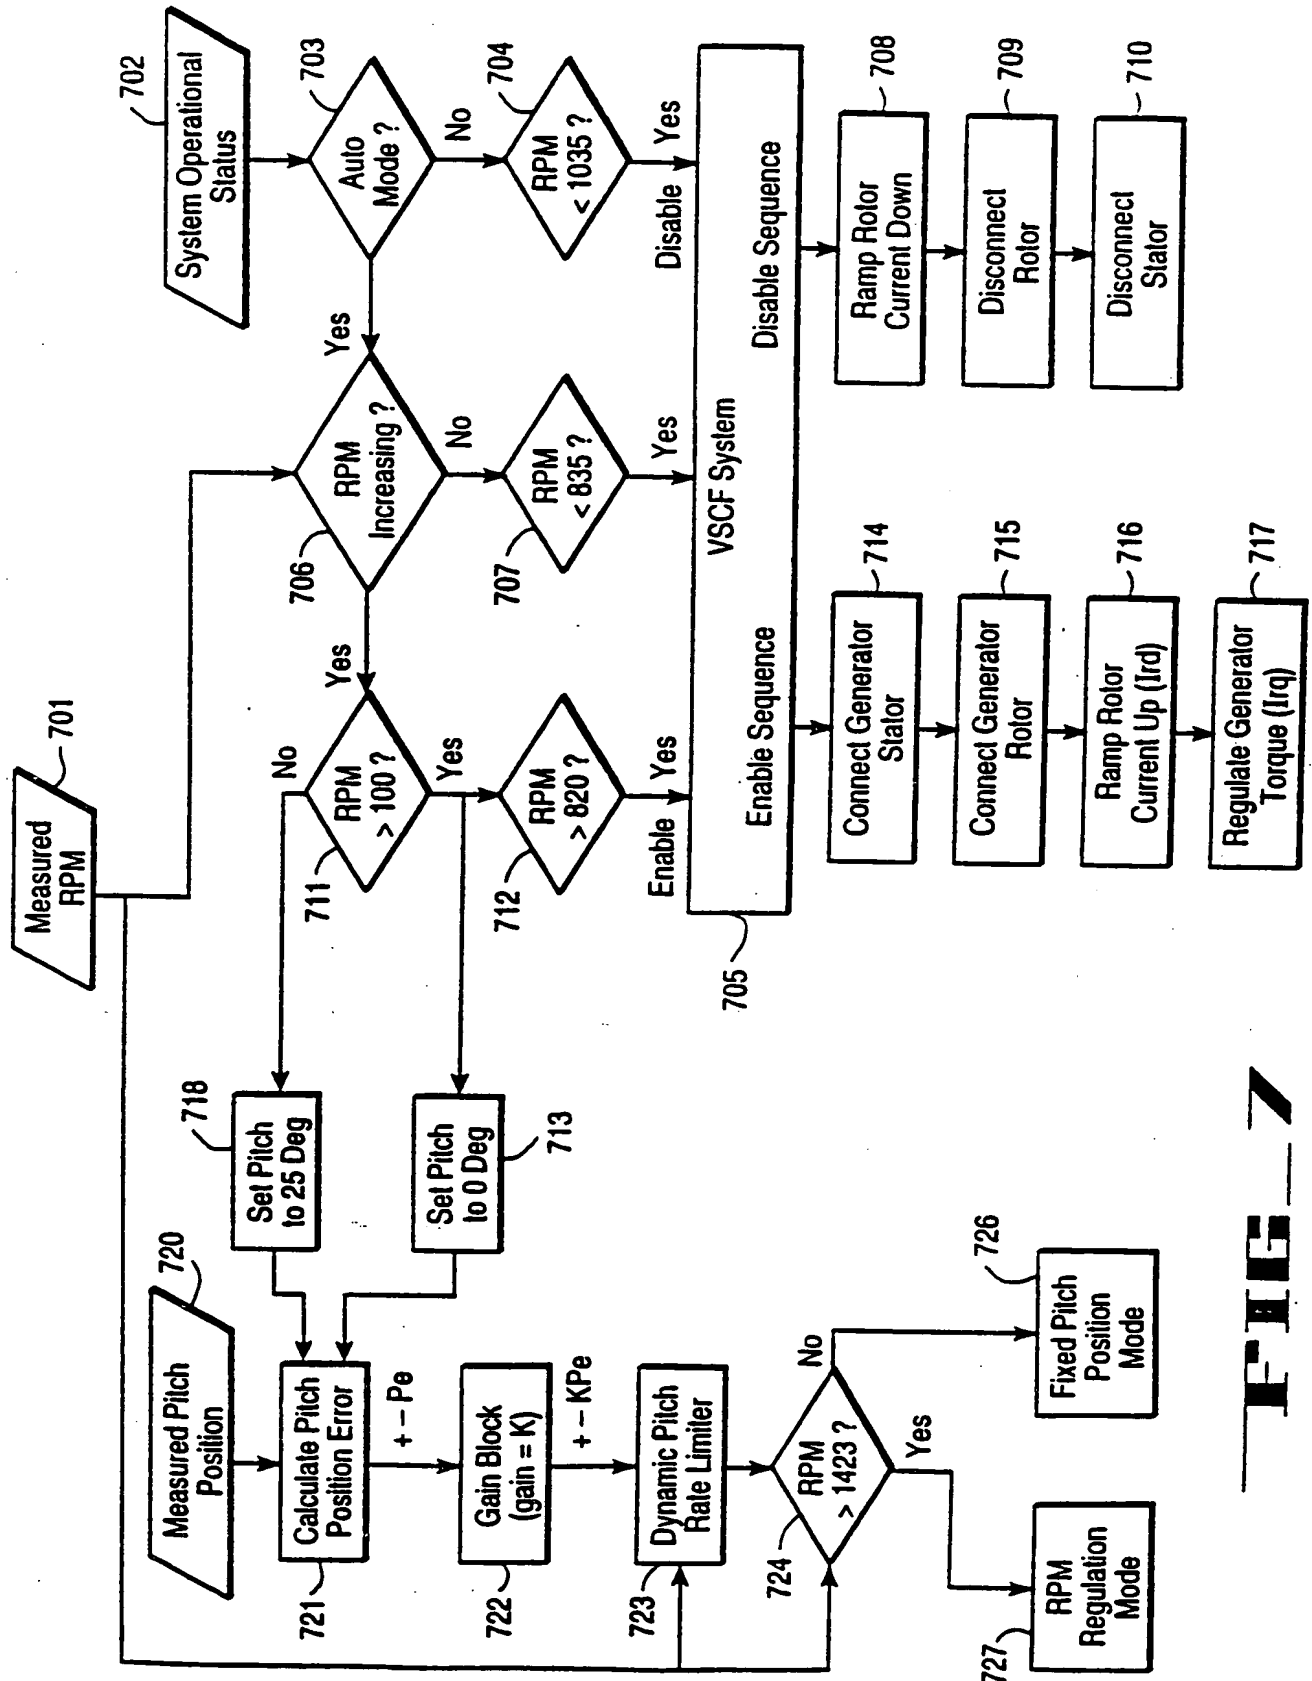 Measured
RPM
701
System Operational
Status
702
Measured Pitch
Position
720
Set Pitch
to 25 Deg
718
Set Pitch
to 0 Deg
713
No
RPM
> 100 ?
711
Yes
Yes
RPM
Increasing ?
706
Yes
Auto
Mode ?
703
No
No
Calculate Pitch
Position Error
721
+ – Pe
Gain Block
(gain = K)
722
+ – KPe
Dynamic Pitch
Rate Limiter
723
RPM
> 820 ?
712
RPM
< 835 ?
707
RPM
< 1035 ?
704
Enable
Yes
Yes
Disable
Yes
705
VSCF System
Enable Sequence
Disable Sequence
RPM
> 1423 ?
724
No
Yes
Connect Generator
Stator
714
Connect Generator
Rotor
715
Ramp Rotor
Current Up (Ird)
716
Regulate Generator
Torque (Irq)
717
Ramp Rotor
Current Down
708
Disconnect
Rotor
709
Disconnect
Stator
710
RPM
Regulation
Mode
727
Fixed Pitch
Position
Mode
726
FIG. 7